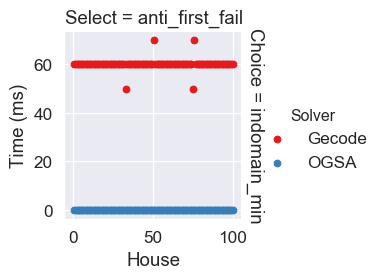 Select = anti_first_fail
Choice = indomain_min
Time (ms)
60
40
20
0
0
50
100
House
Solver
Gecode
OGSA